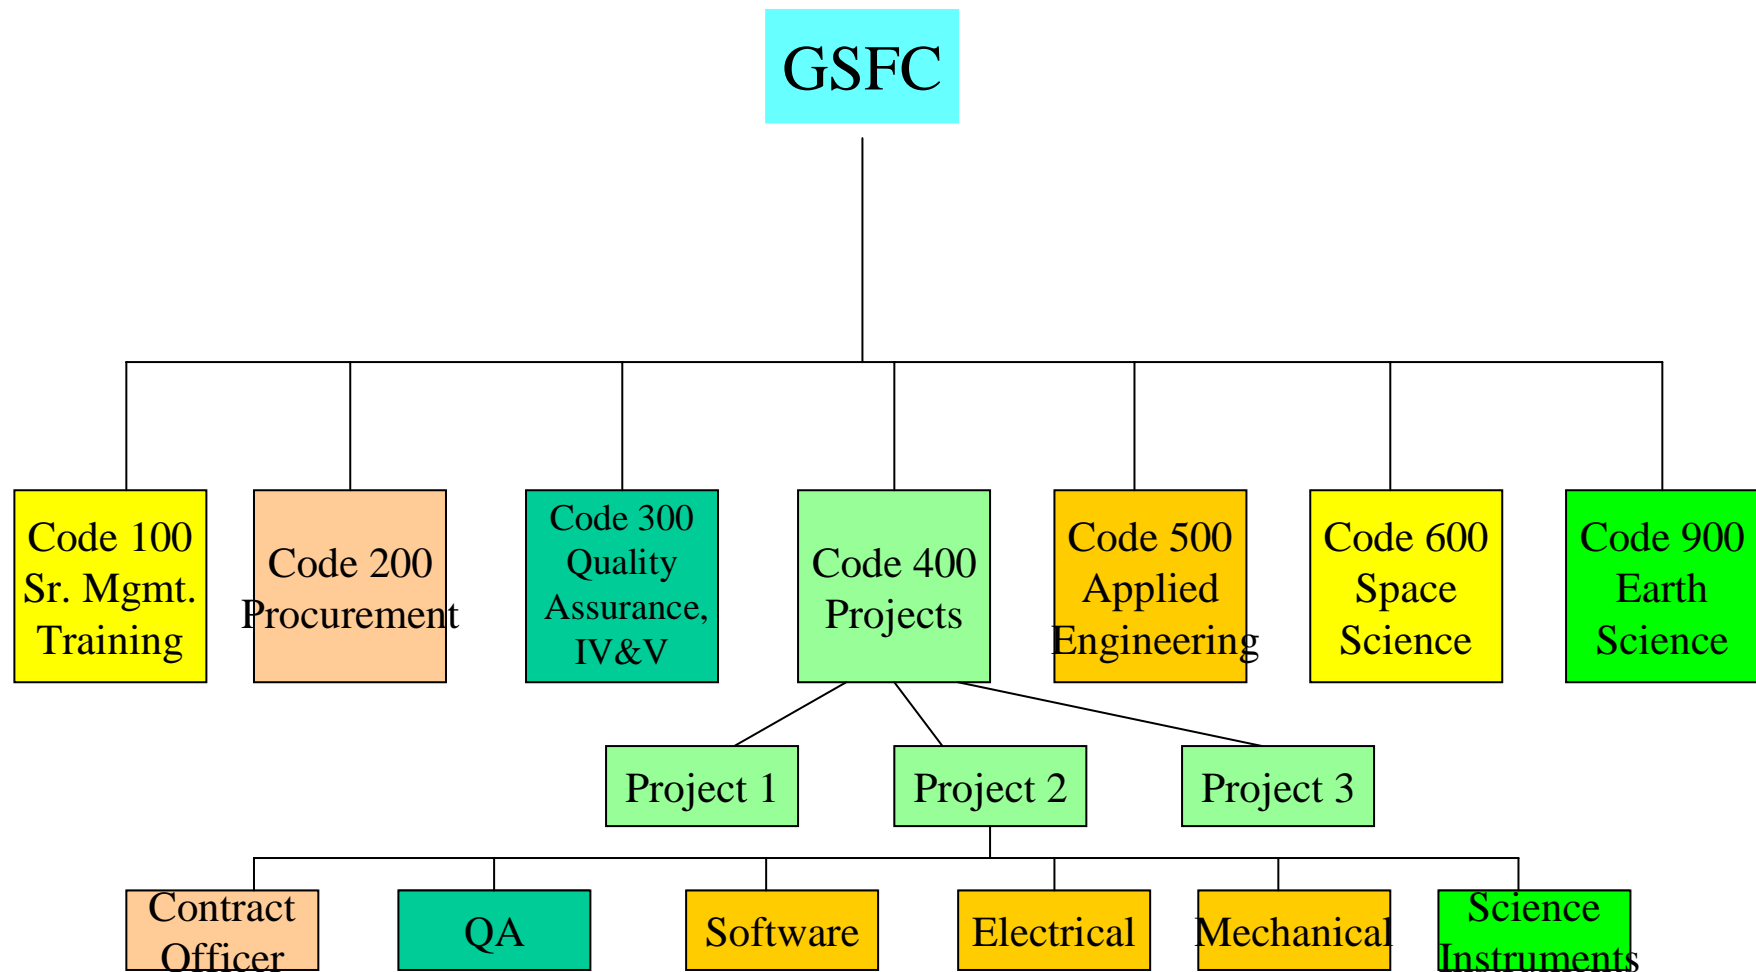 GSFC
Code 100
Sr. Mgmt.
Training
Code 200
Procurement
Code 300
Quality
Assurance,
IV&V
Code 400
Projects
Code 500
Applied
Engineering
Code 600
Space
Science
Code 900
Earth
Science
Project 1
Project 2
Project 3
Contract
Officer
QA
Software
Electrical
Mechanical
Science
Instruments